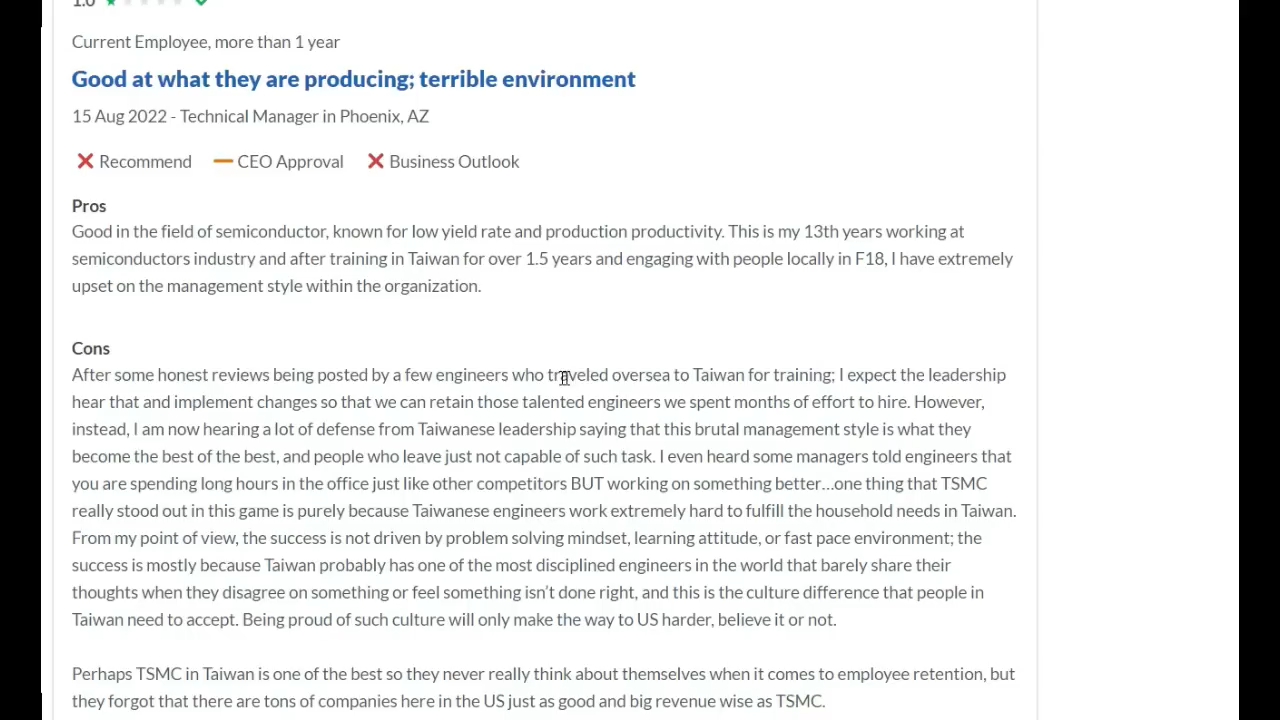 1.0
Current Employee, more than 1 year
Good at what they are producing; terrible environment
15 Aug 2022 - Technical Manager in Phoenix, AZ
Recommend CEO Approval Business Outlook
Pros
Good in the field of semiconductor, known for low yield rate and production productivity. This is my 13th years working at
semiconductors industry and after training in Taiwan for over 1.5 years and engaging with people locally in F18, I have extremely
upset on the management style within the organization.
Cons
After some honest reviews being posted by a few engineers who traveled oversea to Taiwan for training; I expect the leadership
hear that and implement changes so that we can retain those talented engineers we spent months of effort to hire. However,
instead, I am now hearing a lot of defense from Taiwanese leadership saying that this brutal management style is what they
become the best of the best, and people who leave just not capable of such task. I even heard some managers told engineers that
you are spending long hours in the office just like other competitors BUT working on something better…one thing that TSMC
really stood out in this game is purely because Taiwanese engineers work extremely hard to fulfill the household needs in Taiwan.
From my point of view, the success is not driven by problem solving mindset, learning attitude, or fast pace environment; the
success is mostly because Taiwan probably has one of the most disciplined engineers in the world that barely share their
thoughts when they disagree on something or feel something isn't done right, and this is the culture difference that people in
Taiwan need to accept. Being proud of such culture will only make the way to US harder, believe it or not.
Perhaps TSMC in Taiwan is one of the best so they never really think about themselves when it comes to employee retention, but
they forgot that there are tons of companies here in the US just as good and big revenue wise as TSMC.